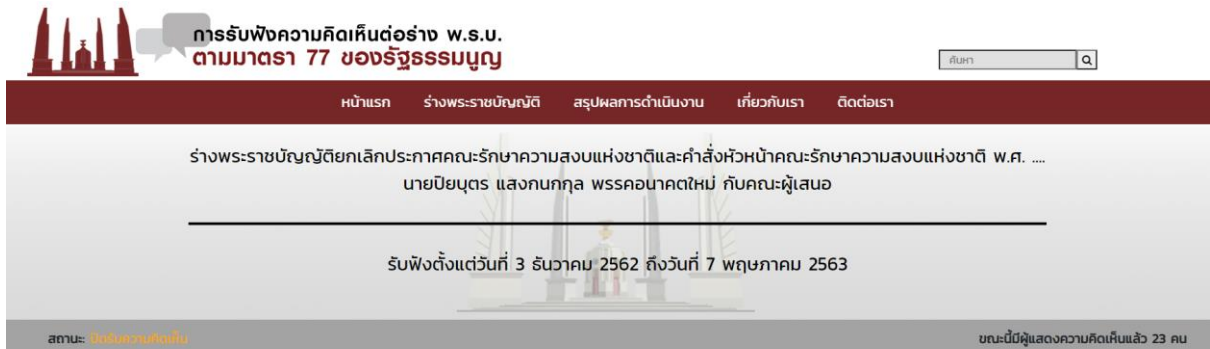 การรับฟังความคิดเห็นต่อร่าง พ.ร.บ.
ตามมาตรา 77 ของรัฐธรรมนูญ
ค้นหา
หน้าแรก ร่างพระราชบัญญัติ สรุปผลการดำเนินงาน เกี่ยวกับเรา ติดต่อเรา
ร่างพระราชบัญญัติยกเลิกประกาศคณะรักษาความสงบแห่งชาติและคำสั่งหัวหน้าคณะรักษาความสงบแห่งชาติ พ.ศ. ....
นายปิยบุตร แสงกนกกุล พรรคอนาคตใหม่ กับคณะผู้เสนอ
รับฟังตั้งแต่วันที่ 3 ธันวาคม 2562 ถึงวันที่ 7 พฤษภาคม 2563
สถานะ: ปิดรับความคิดเห็น ขณะนี้มีผู้แสดงความคิดเห็นแล้ว 23 คน